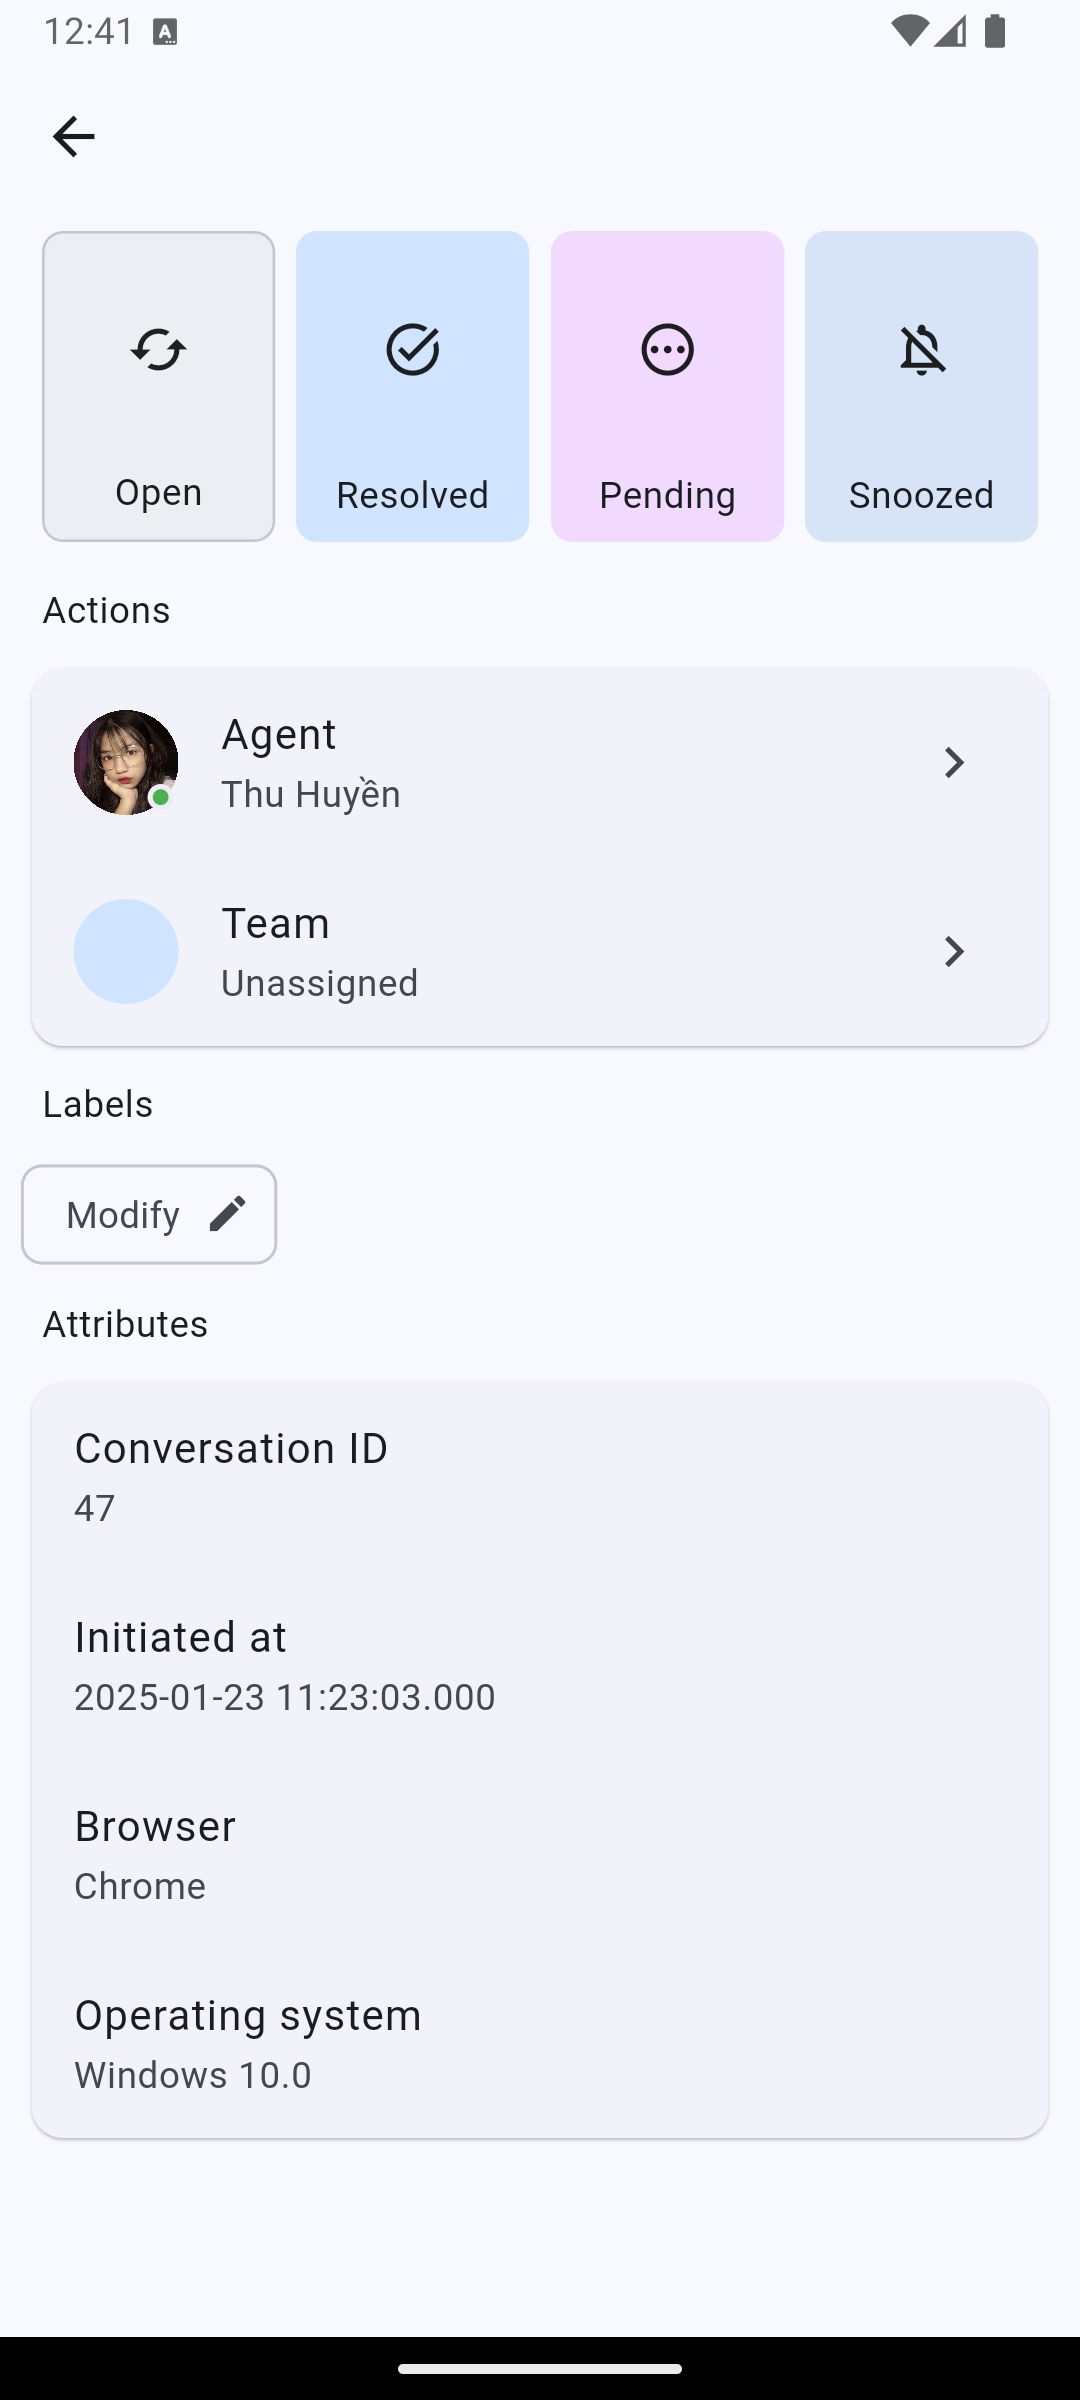 12:41
Open
Resolved
Pending
Snoozed
Actions
Agent
Thu Huyền
Team
Unassigned
Labels
Modify
Attributes
Conversation ID
47
Initiated at
2025-01-23 11:23:03.000
Browser
Chrome
Operating system
Windows 10.0